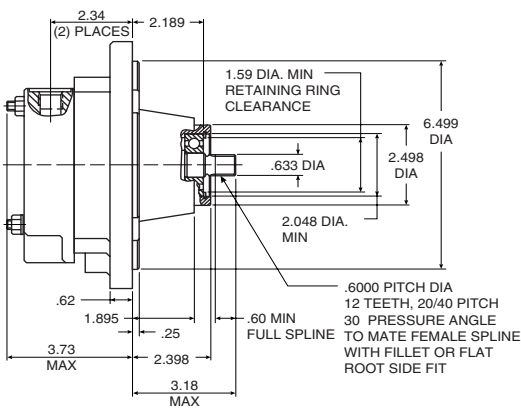 2.34
(2) PLACES
2.189
1.59 DIA. MIN
RETAINING RING
CLEARANCE
6.499
DIA
2.498
DIA
.633 DIA
2.048 DIA.
MIN
.6000 PITCH DIA
12 TEETH, 20/40 PITCH
30 PRESSURE ANGLE
TO MATE FEMALE SPLINE
WITH FILLET OR FLAT
ROOT SIDE FIT
.62
1.895
.25
.60 MIN
FULL SPLINE
3.73
MAX
2.398
3.18
MAX